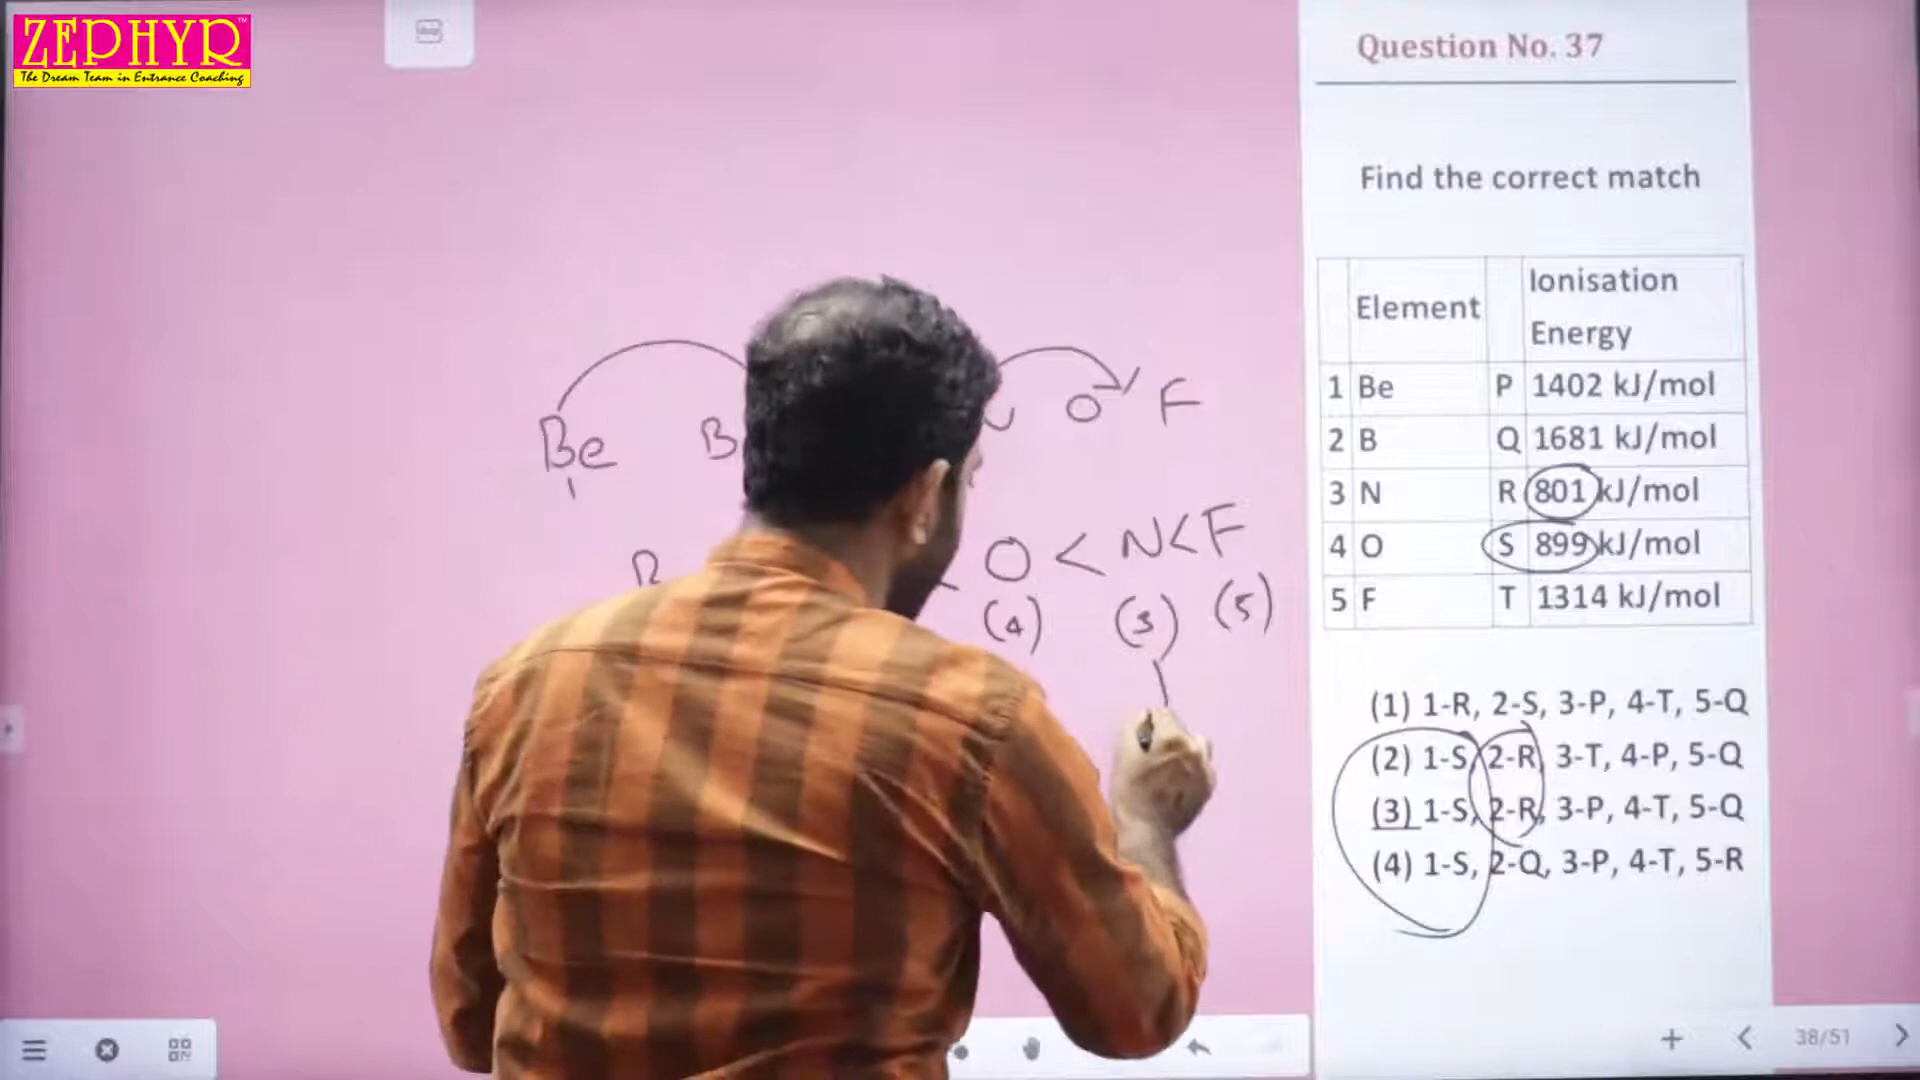 ZEPHYR™
The Dream Team in Entrance Coaching
Question No. 37
Find the correct match
Element Ionisation Energy
1 Be P 1402 kJ/mol
2 B Q 1681 kJ/mol
3 N R 801 kJ/mol
4 O S 899 kJ/mol
5 F T 1314 kJ/mol
(1) 1-R, 2-S, 3-P, 4-T, 5-Q
(2) 1-S, 2-R, 3-T, 4-P, 5-Q
(3) 1-S, 2-R, 3-P, 4-T, 5-Q
(4) 1-S, 2-Q, 3-P, 4-T, 5-R
Be B O F
O < N < F
(4) (3) (5)
38/51